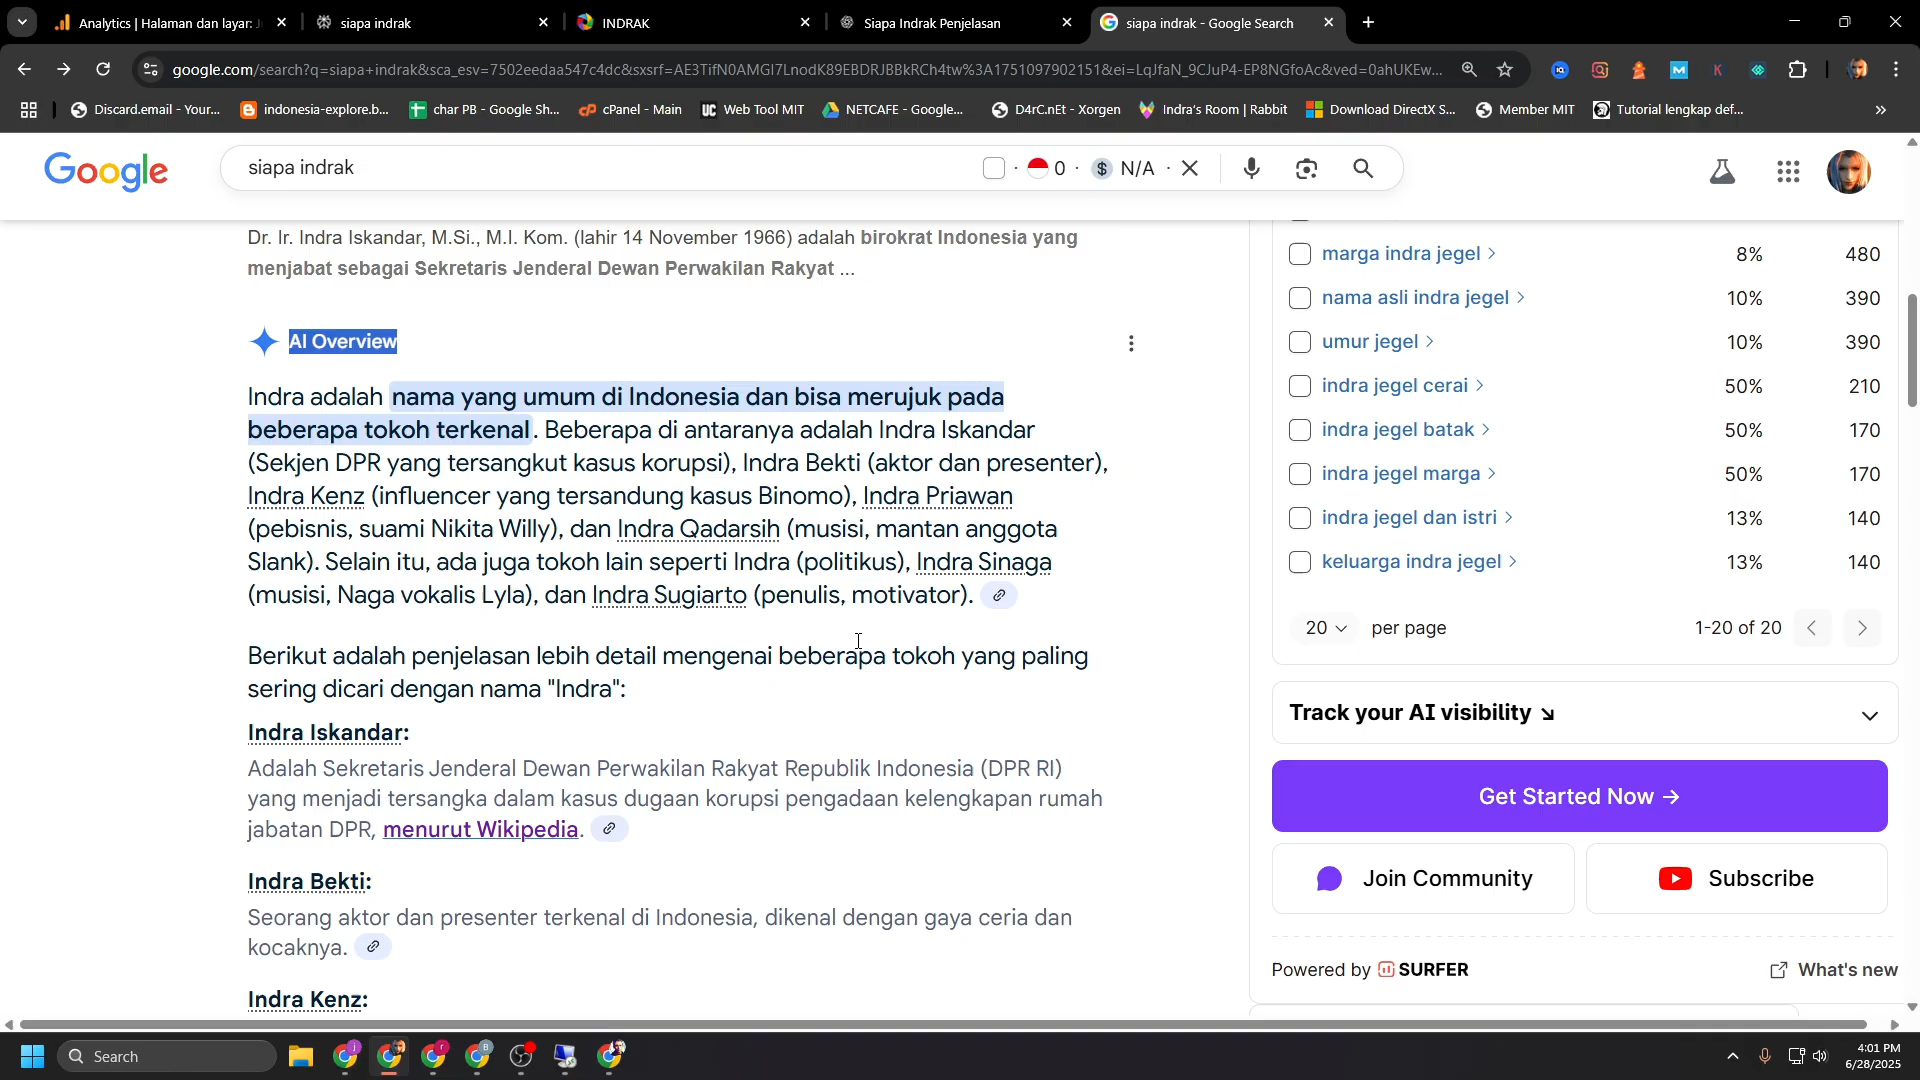 Analytics | Halaman dan layar: J
siapa indrak
INDRAK
Siapa Indrak Penjelasan
siapa indrak - Google Search
google.com/search?q=siapa+indrak&sca_esv=7502eedaa547c4dc&sxsrf=AE3TifN0AMGI7LnodK89EBDRJBBkRCh4tw%3A1751097902151&ei=LqJfaN_9CJuP4-EP8NGfoAc&ved=0ahUKEw...
Discard.email - Your...
indonesia-explore.b...
char PB - Google Sh...
cPanel - Main
Web Tool MIT
NETCAFE - Google...
D4rC.nEt - Xorgen
Indra's Room | Rabbit
Download DirectX S...
Member MIT
Tutorial lengkap def...
Google
siapa indrak
0 · $ N/A ·
Dr. Ir. Indra Iskandar, M.Si., M.I. Kom. (lahir 14 November 1966) adalah birokrat Indonesia yang
menjabat sebagai Sekretaris Jenderal Dewan Perwakilan Rakyat ...
AI Overview
Indra adalah nama yang umum di Indonesia dan bisa merujuk pada
beberapa tokoh terkenal. Beberapa di antaranya adalah Indra Iskandar
(Sekjen DPR yang tersangkut kasus korupsi), Indra Bekti (aktor dan presenter),
Indra Kenz (influencer yang tersandung kasus Binomo), Indra Priawan
(pebisnis, suami Nikita Willy), dan Indra Qadarsih (musisi, mantan anggota
Slank). Selain itu, ada juga tokoh lain seperti Indra (politikus), Indra Sinaga
(musisi, Naga vokalis Lyla), dan Indra Sugiarto (penulis, motivator).
Berikut adalah penjelasan lebih detail mengenai beberapa tokoh yang paling
sering dicari dengan nama "Indra":
Indra Iskandar:
Adalah Sekretaris Jenderal Dewan Perwakilan Rakyat Republik Indonesia (DPR RI)
yang menjadi tersangka dalam kasus dugaan korupsi pengadaan kelengkapan rumah
jabatan DPR, menurut Wikipedia.
Indra Bekti:
Seorang aktor dan presenter terkenal di Indonesia, dikenal dengan gaya ceria dan
kocaknya.
Indra Kenz:
marga indra jegel 8% 480
nama asli indra jegel 10% 390
umur jegel 10% 390
indra jegel cerai 50% 210
indra jegel batak 50% 170
indra jegel marga 50% 170
indra jegel dan istri 13% 140
keluarga indra jegel 13% 140
20 per page 1-20 of 20
Track your AI visibility ↘
Get Started Now →
Join Community
Subscribe
Powered by SURFER
What's new
Search
4:01 PM
6/28/2025